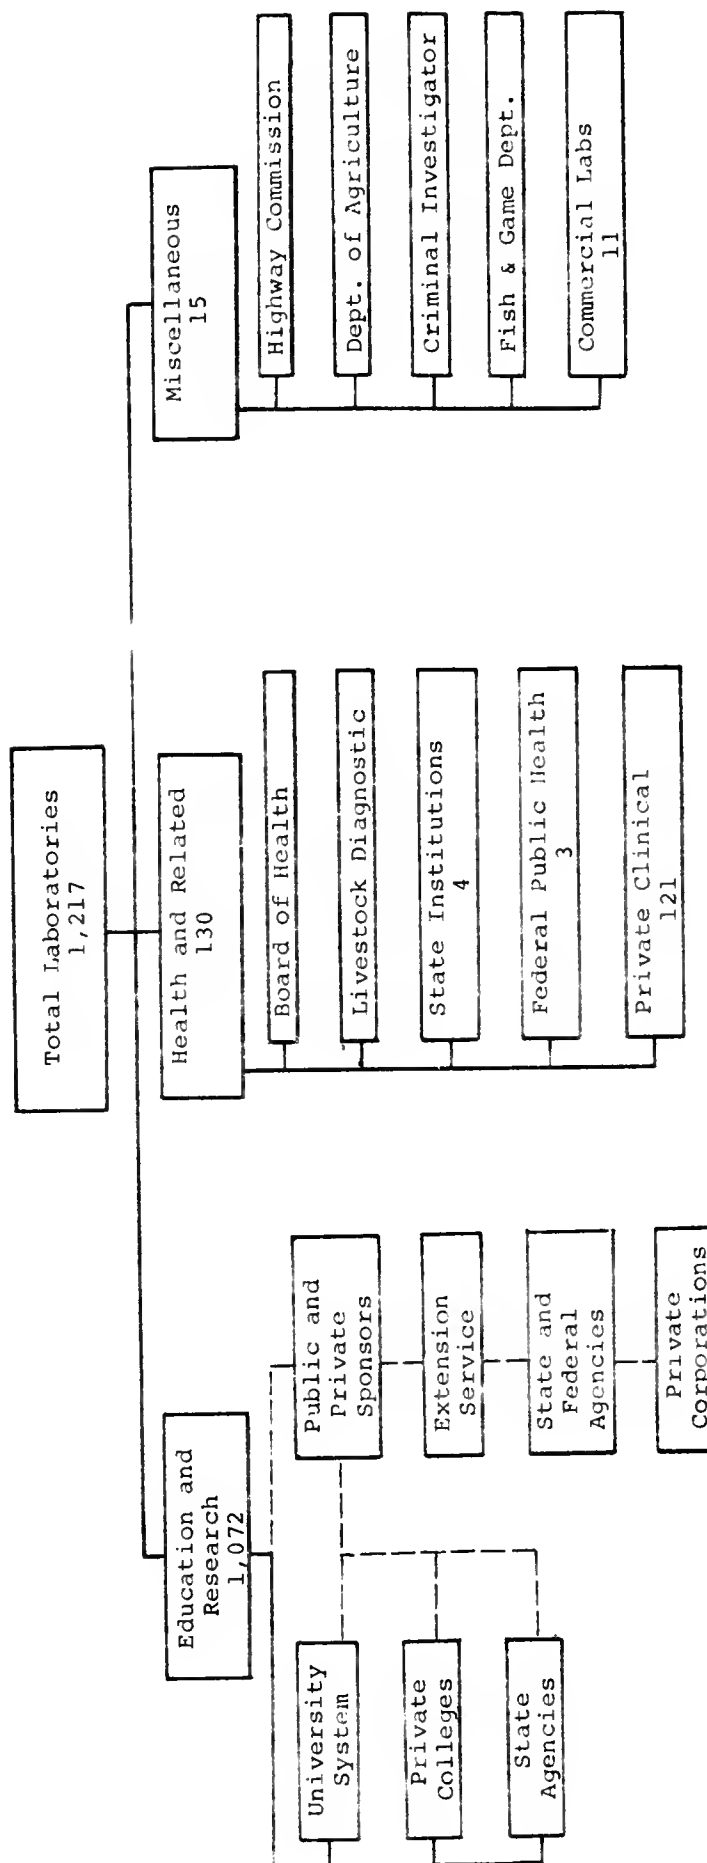 Total Laboratories
1,217
Education and
Research
1,072
University
System
Private
Colleges
State
Agencies
Public and
Private
Sponsors
Extension
Service
State and
Federal
Agencies
Private
Corporations
Health and Related
130
Board of Health
Livestock Diagnostic
State Institutions
4
Federal Public Health
3
Private Clinical
121
Miscellaneous
15
Highway Commission
Dept. of Agriculture
Criminal Investigator
Fish & Game Dept.
Commercial Labs
11